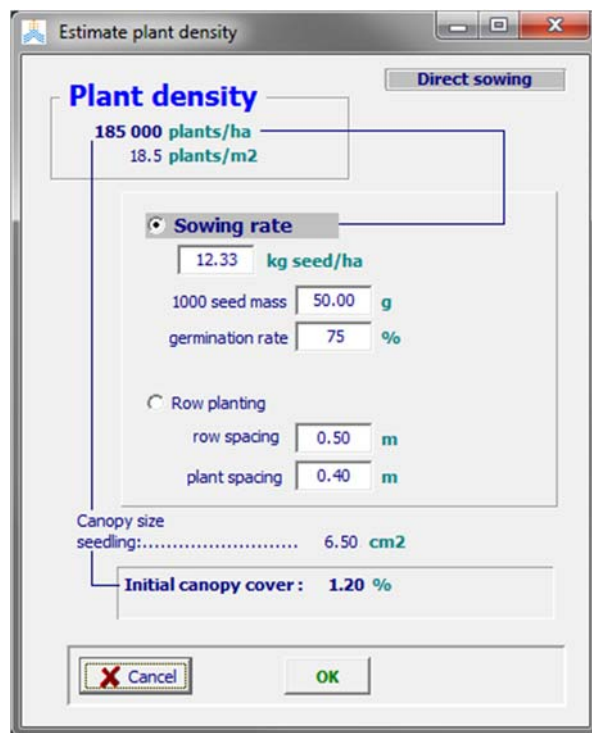 Estimate plant density
Direct sowing
Plant density
185 000 plants/ha
18.5 plants/m2
Sowing rate
12.33 kg seed/ha
1000 seed mass 50.00 g
germination rate 75 %
Row planting
row spacing 0.50 m
plant spacing 0.40 m
Canopy size
seedling:.......................... 6.50 cm2
Initial canopy cover : 1.20 %
Cancel OK